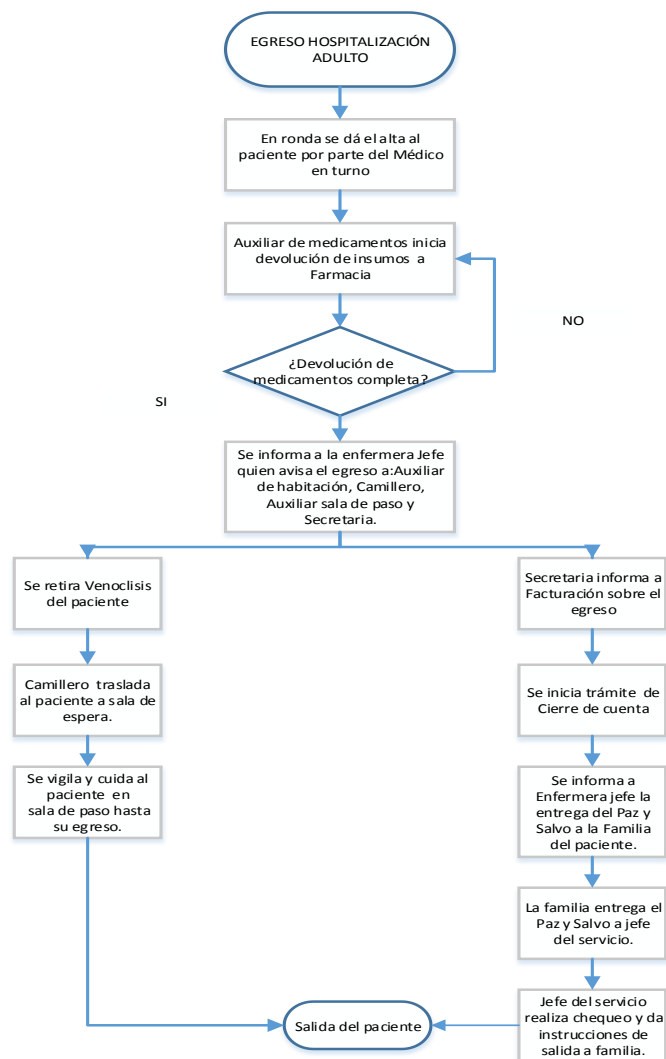 EGRESO HOSPITALIZACIÓN
ADULTO
En ronda se dá el alta al
paciente por parte del Médico
en turno
Auxiliar de medicamentos inicia
devolución de insumos a
Farmacia
NO
¿Devolución de
medicamentos completa?
SI
Se informa a la enfermera Jefe
quien avisa el egreso a:Auxiliar
de habitación, Camillero,
Auxiliar sala de paso y
Secretaria.
Se retira Venoclisis
del paciente
Camillero traslada
al paciente a sala de
espera.
Se vigila y cuida al
paciente en
sala de paso hasta
su egreso.
Secretaria informa a
Facturación sobre el
egreso
Se inicia trámite de
Cierre de cuenta
Se informa a
Enfermera jefe la
entrega del Paz y
Salvo a la Familia
del paciente.
La familia entrega el
Paz y Salvo a jefe
del servicio.
Jefe del servicio
realiza chequeo y da
instrucciones de
salida a familia.
Salida del paciente